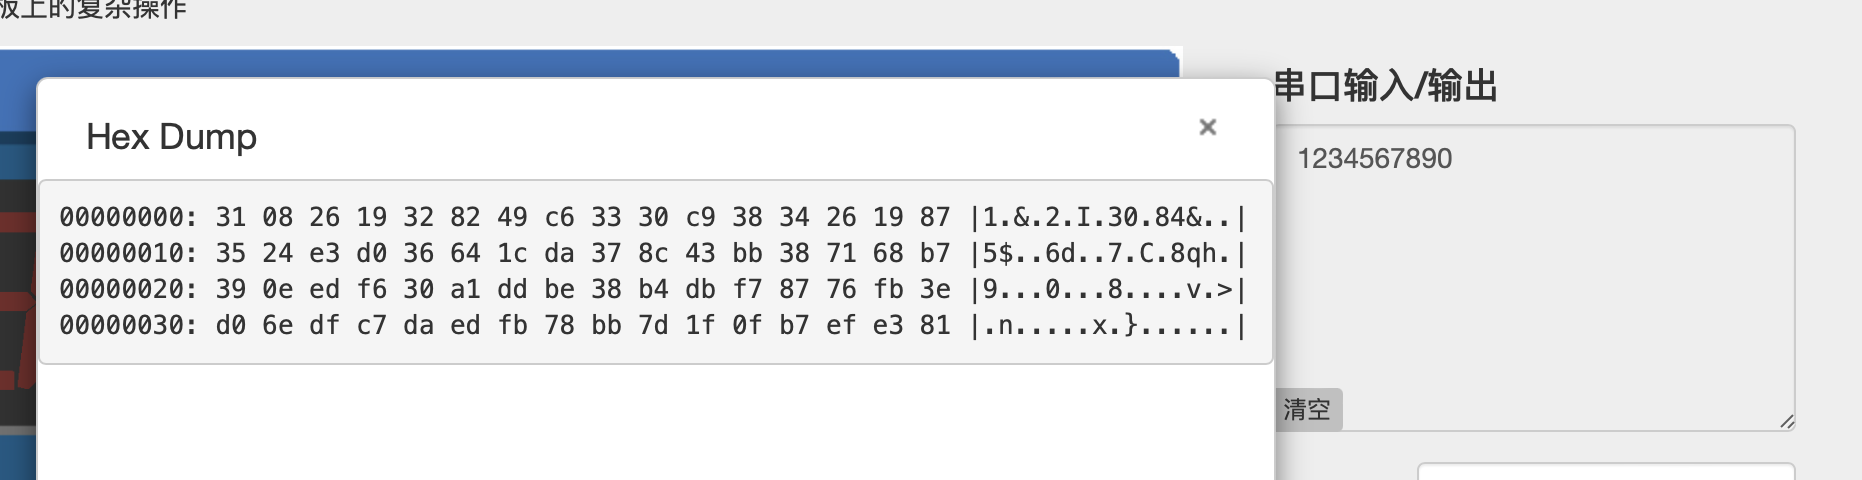 板上的复杂操作
Hex Dump
×
00000000: 31 08 26 19 32 82 49 c6 33 30 c9 38 34 26 19 87 |1.&.2.I.30.84&..|
00000010: 35 24 e3 d0 36 64 1c da 37 8c 43 bb 38 71 68 b7 |5$..6d..7.C.8qh.|
00000020: 39 0e ed f6 30 a1 dd be 38 b4 db f7 87 76 fb 3e |9...0...8....v.>|
00000030: d0 6e df c7 da ed fb 78 bb 7d 1f 0f b7 ef e3 81 |.n.....x.}......|
串口输入/输出
1234567890
清空